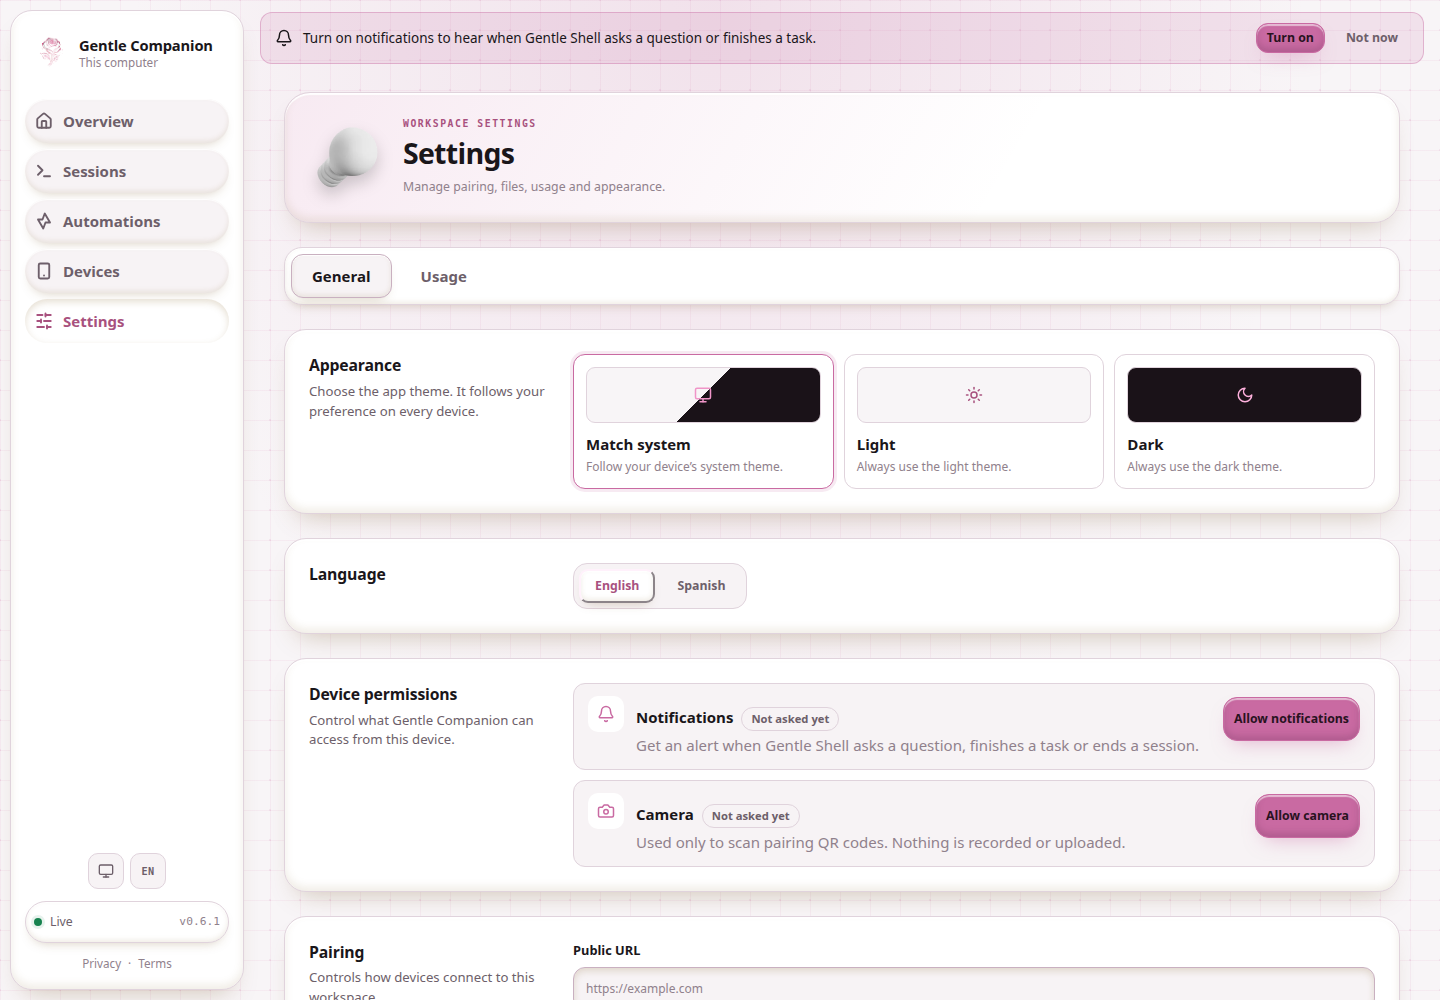 Gentle Companion
This computer
Overview
Sessions
Automations
Devices
Settings
EN
Live
v0.6.1
Privacy · Terms
Turn on notifications to hear when Gentle Shell asks a question or finishes a task.
Turn on
Not now
WORKSPACE SETTINGS
Settings
Manage pairing, files, usage and appearance.
General
Usage
Appearance
Choose the app theme. It follows your
preference on every device.
Match system
Follow your device’s system theme.
Light
Always use the light theme.
Dark
Always use the dark theme.
Language
English
Spanish
Device permissions
Control what Gentle Companion can
access from this device.
Notifications
Not asked yet
Get an alert when Gentle Shell asks a question, finishes a task or ends a session.
Allow notifications
Camera
Not asked yet
Used only to scan pairing QR codes. Nothing is recorded or uploaded.
Allow camera
Pairing
Controls how devices connect to this
workspace
Public URL
https://example.com